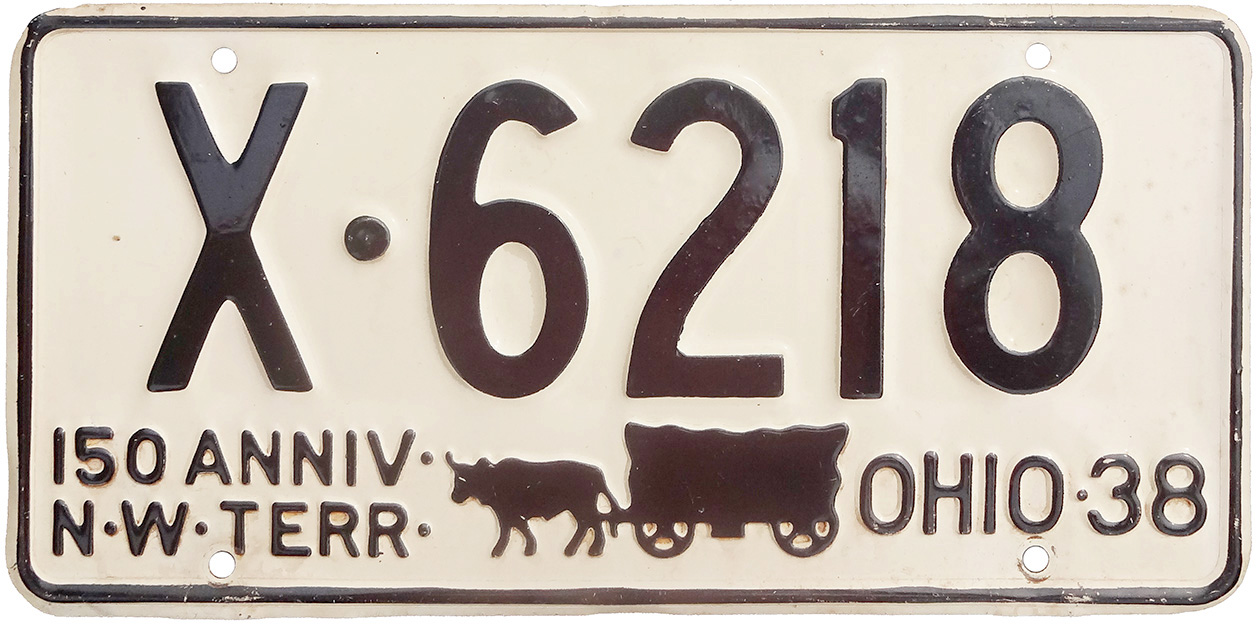 X·6218
150 ANNIV·
N·W·TERR·
OHIO·38